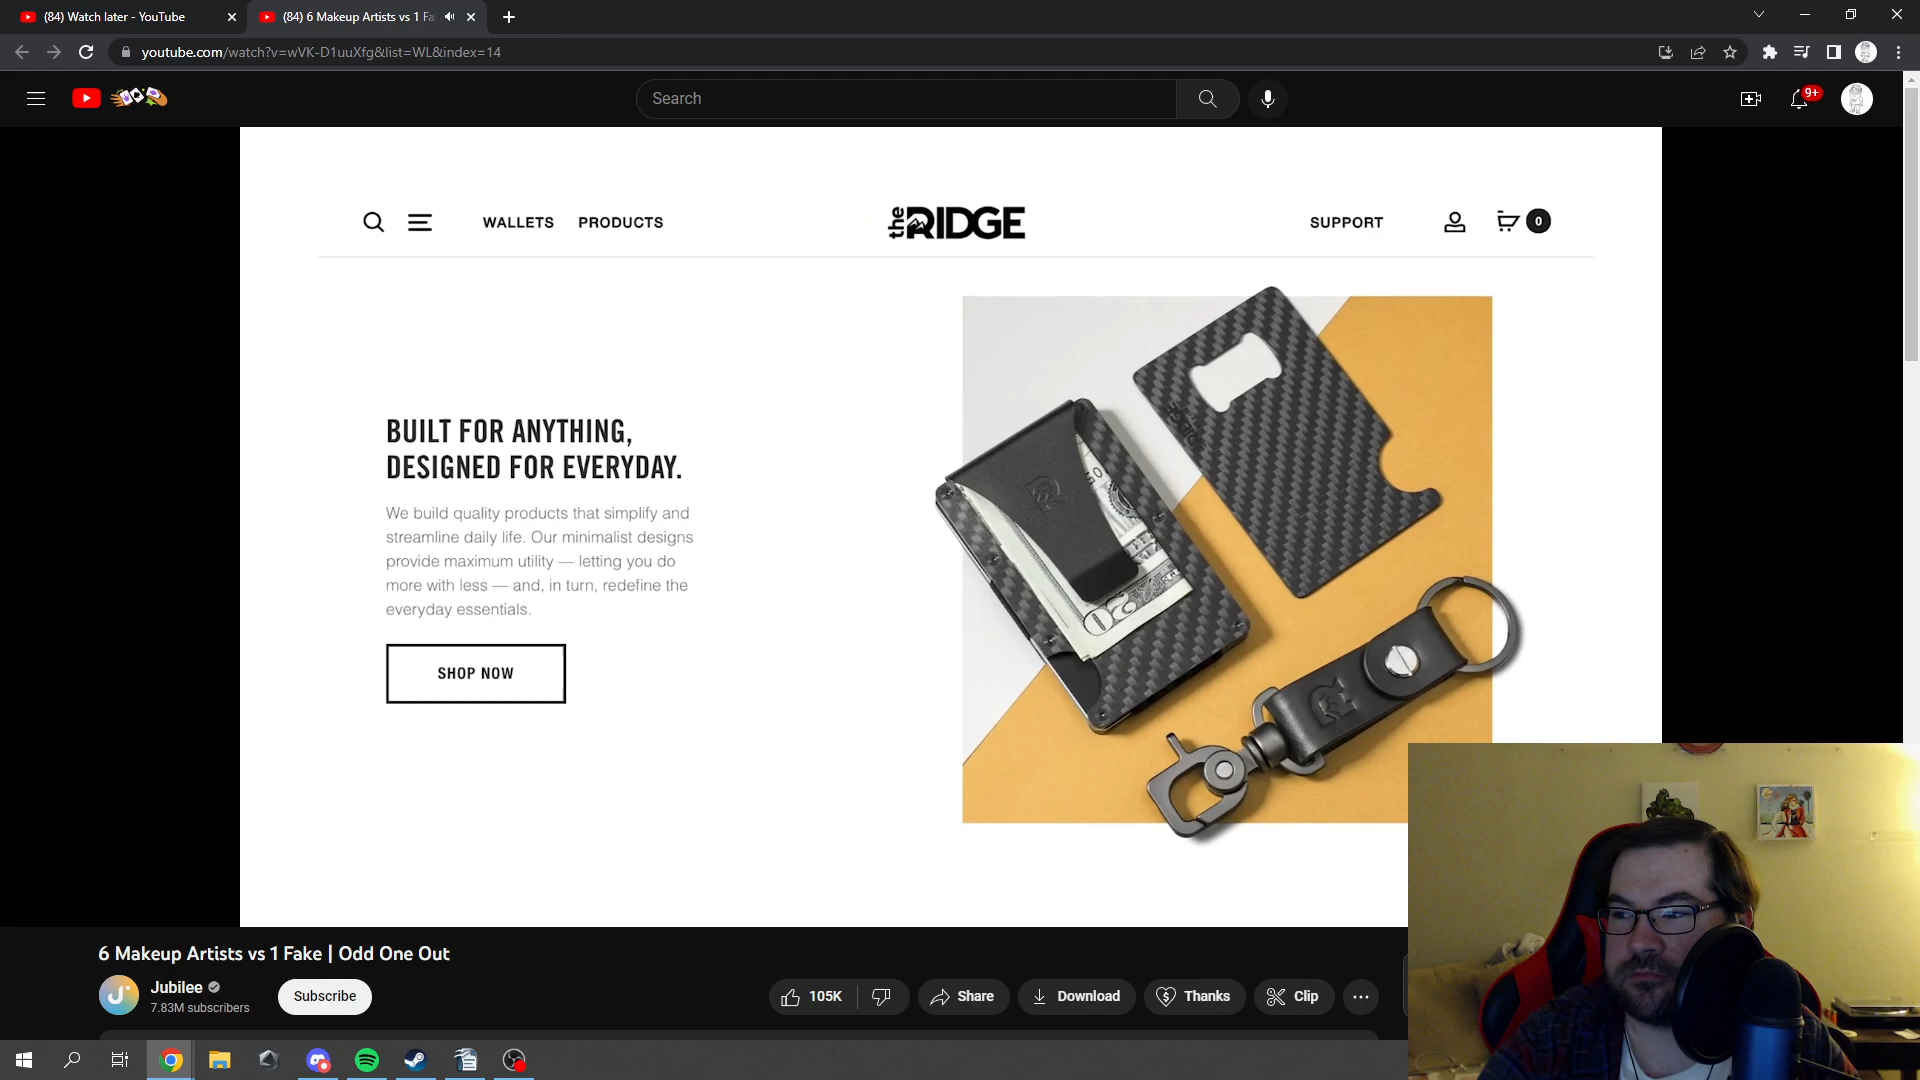 (84) Watch later - YouTube
(84) 6 Makeup Artists vs 1 Fa
youtube.com/watch?v=wVK-D1uuXfg&list=WL&index=14
Search
9+
WALLETS
PRODUCTS
the RIDGE
SUPPORT
0
BUILT FOR ANYTHING,
DESIGNED FOR EVERYDAY.
We build quality products that simplify and
streamline daily life. Our minimalist designs
provide maximum utility — letting you do
more with less — and, in turn, redefine the
everyday essentials.
SHOP NOW
6 Makeup Artists vs 1 Fake | Odd One Out
Jubilee
7.83M subscribers
Subscribe
105K
Share
Download
Thanks
Clip